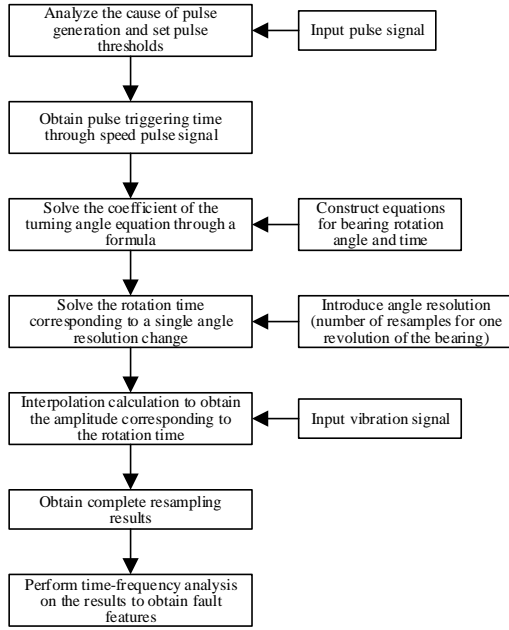 Analyze the cause of pulse
generation and set pulse
thresholds
Input pulse signal
Obtain pulse triggering time
through speed pulse signal
Solve the coefficient of the
turning angle equation through a
formula
Construct equations
for bearing rotation
angle and time
Solve the rotation time
corresponding to a single angle
resolution change
Introduce angle resolution
(number of resamples for one
revolution of the bearing)
Interpolation calculation to obtain
the amplitude corresponding to
the rotation time
Input vibration signal
Obtain complete resampling
results
Perform time-frequency analysis
on the results to obtain fault
features